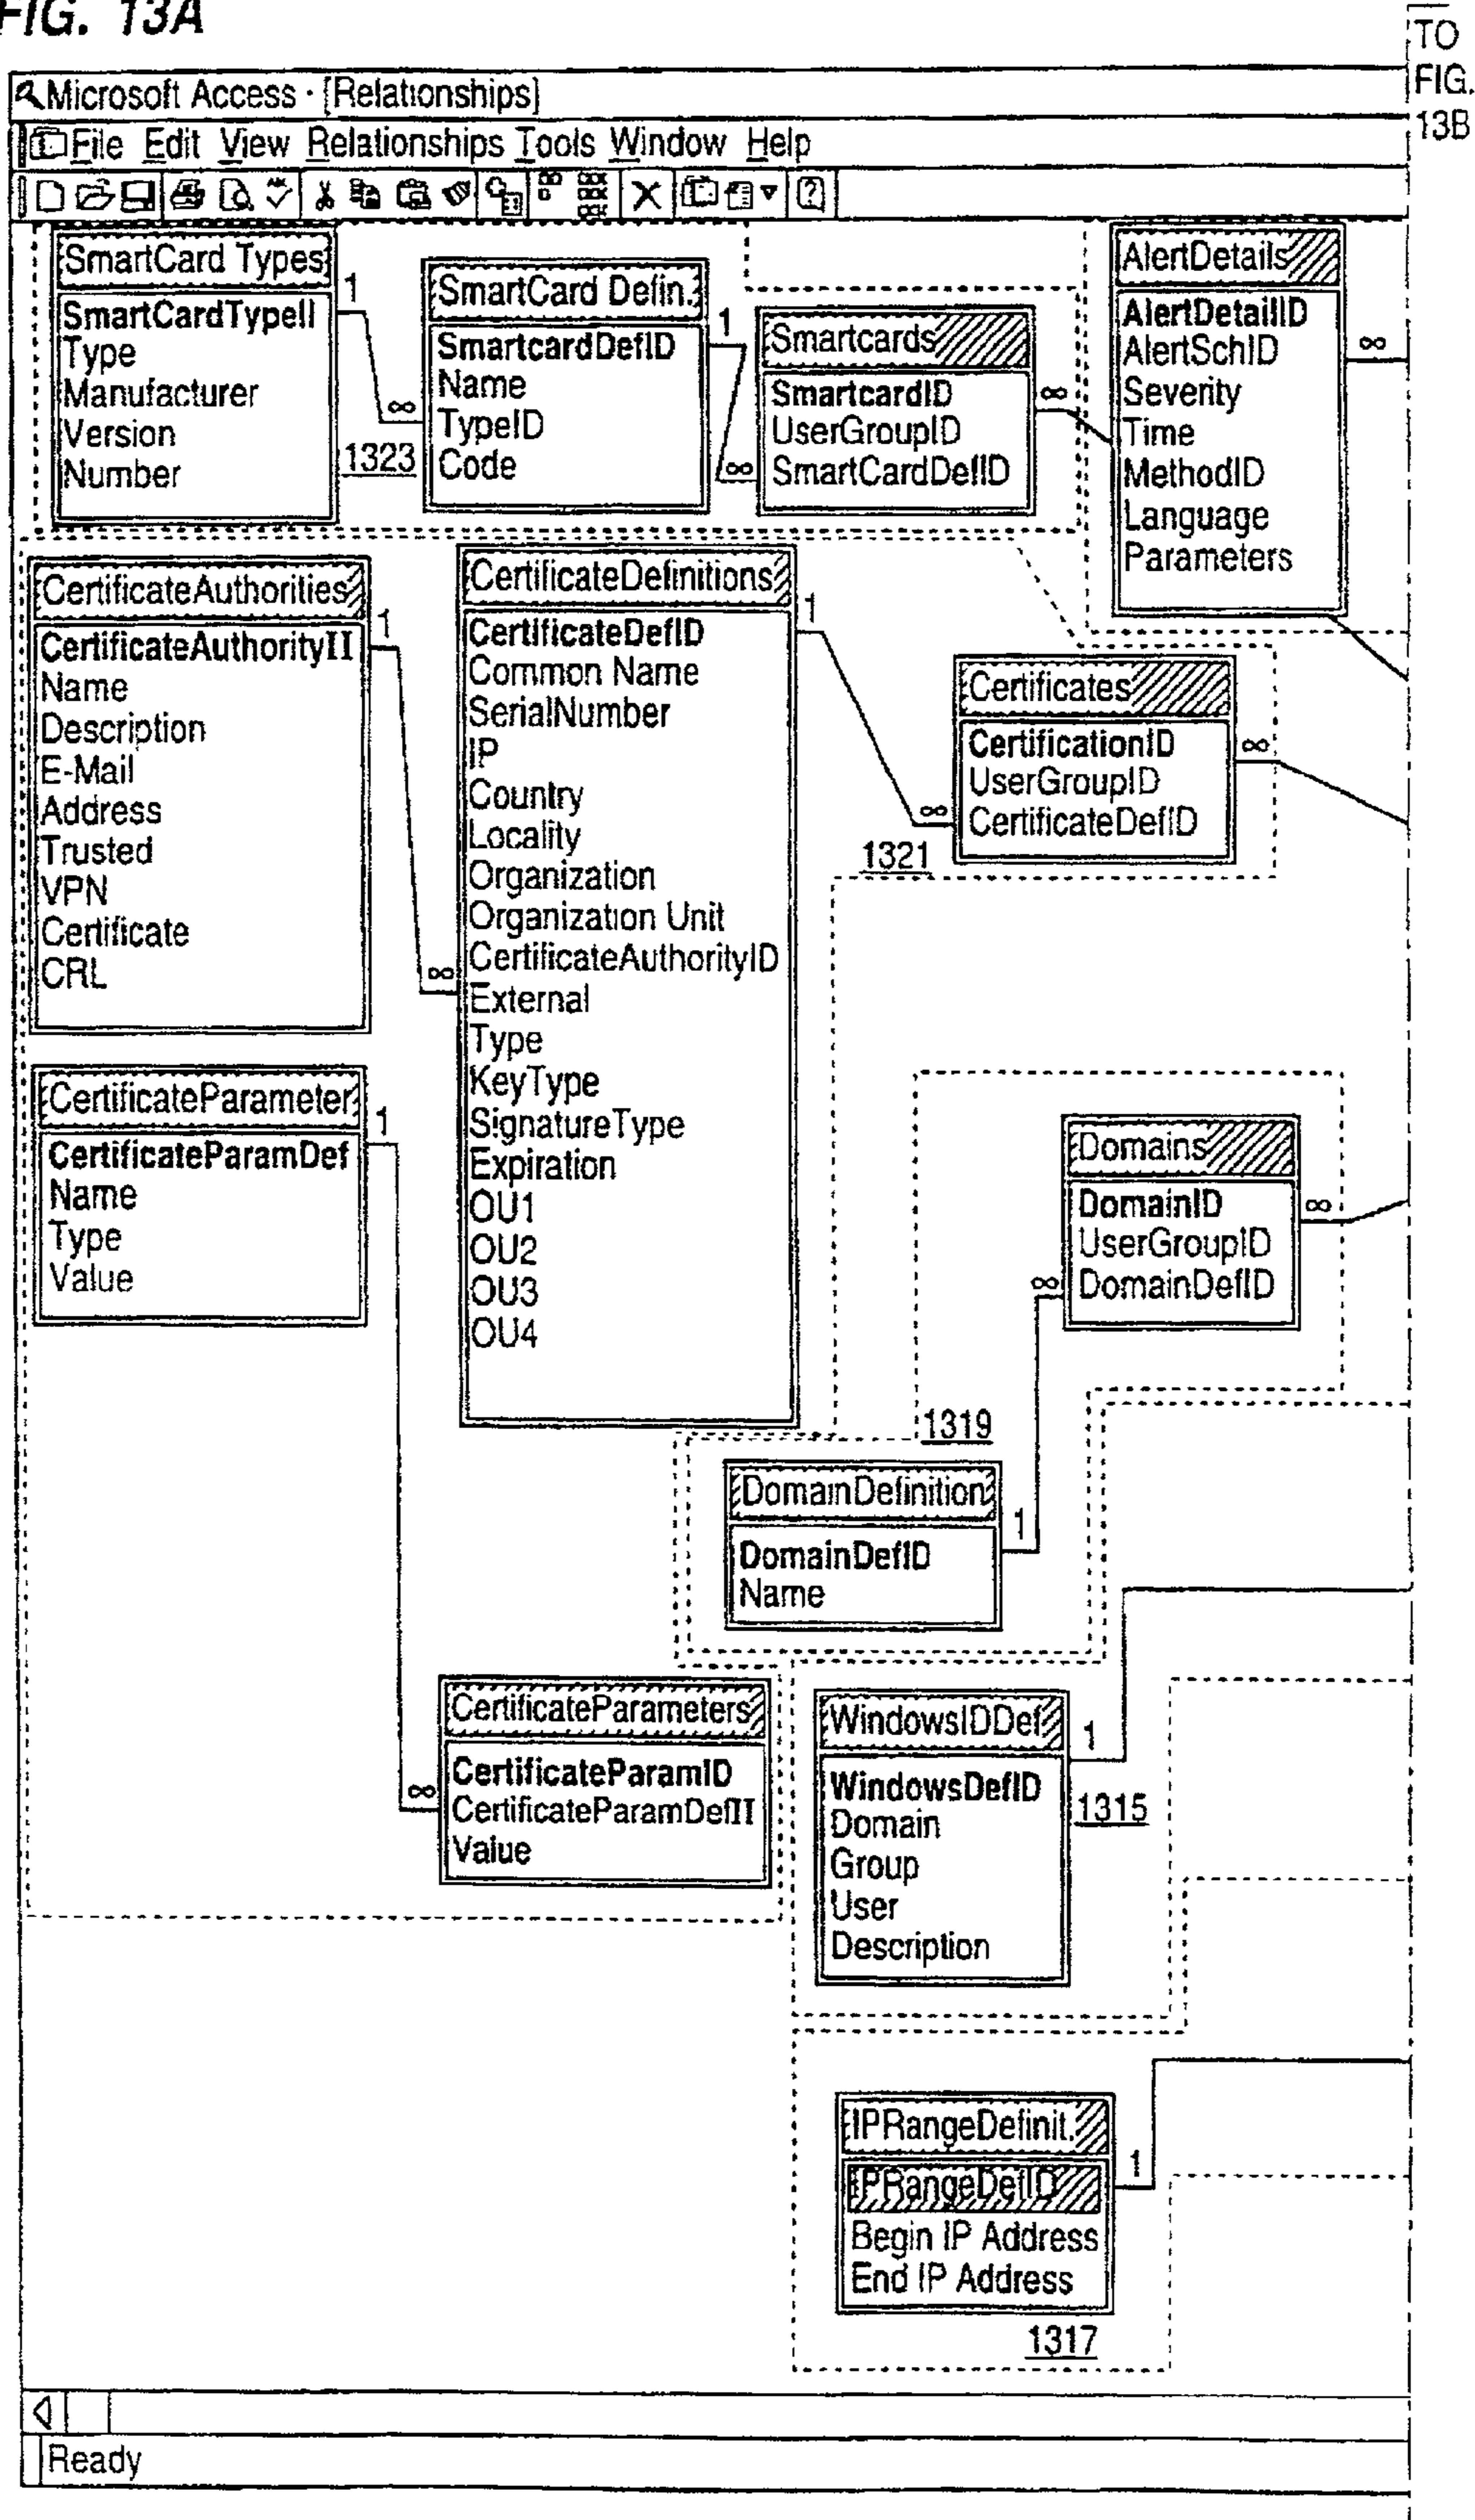 FIG. 13A
TO
FIG.
13B
Microsoft Access · [Relationships]
File Edit View Relationships Tools Window Help
SmartCard Types
SmartCardTypeII
Type
Manufacturer
Version
Number
1
∞
1323
SmartCard Defin.
SmartcardDefID
Name
TypeID
Code
1
∞
Smartcards
SmartcardID
UserGroupID
SmartCardDefID
∞
AlertDetails
AlertDetailID
AlertSchID
Severity
Time
MethodID
Language
Parameters
∞
CertificateAuthorities
CertificateAuthorityII
Name
Description
E-Mail
Address
Trusted
VPN
Certificate
CRL
1
∞
CertificateDefinitions
CertificateDefID
Common Name
SerialNumber
IP
Country
Locality
Organization
Organization Unit
CertificateAuthorityID
External
Type
KeyType
SignatureType
Expiration
OU1
OU2
OU3
OU4
1
∞
1321
Certificates
CertificationID
UserGroupID
CertificateDefID
∞
CertificateParameter
CertificateParamDef
Name
Type
Value
1
Domains
DomainID
UserGroupID
DomainDefID
∞
∞
1319
DomainDefinition
DomainDefID
Name
1
∞
CertificateParameters
CertificateParamID
CertificateParamDefII
Value
WindowsIDDef
WindowsDefID
Domain
Group
User
Description
1
1315
IPRangeDefinit.
IPRangeDefID
Begin IP Address
End IP Address
1
1317
Ready